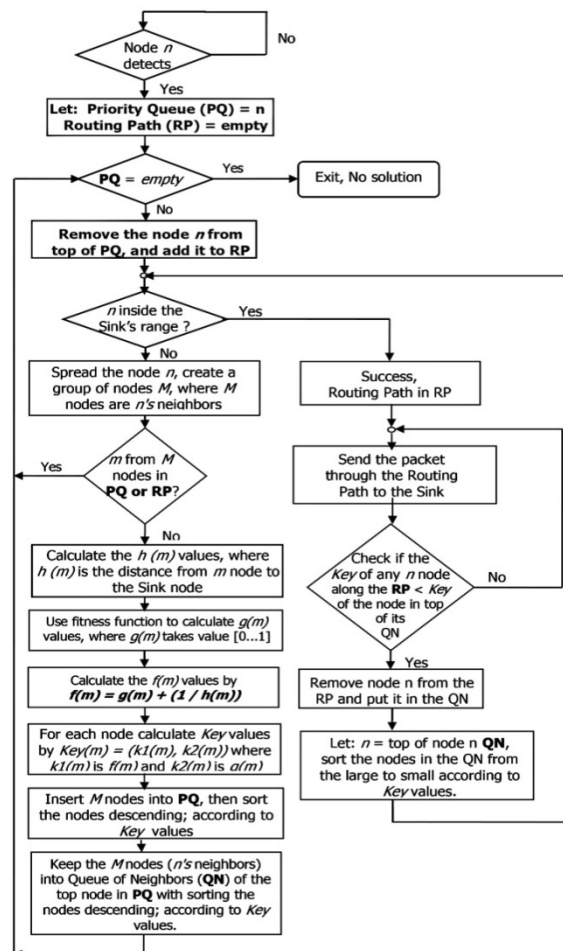 No
Node n
detects
Yes
Let: Priority Queue (PQ) = n
Routing Path (RP) = empty
PQ = empty
Yes
Exit, No solution
No
Remove the node n from
top of PQ, and add it to RP
n inside the
Sink's range ?
Yes
No
Spread the node n, create a
group of nodes M, where M
nodes are n's neighbors
Yes
m from M
nodes in
PQ or RP?
No
Calculate the h (m) values, where
h (m) is the distance from m node to
the Sink node
Use fitness function to calculate g(m)
values, where g(m) takes value [0...1]
Calculate the f(m) values by
f(m) = g(m) + (1 / h(m))
For each node calculate Key values
by Key(m) = (k1(m), k2(m)) where
k1(m) is f(m) and k2(m) is g(m)
Insert M nodes into PQ, then sort
the nodes descending; according to
Key values
Keep the M nodes (n's neighbors)
into Queue of Neighbors (QN) of the
top node in PQ with sorting the
nodes descending; according to Key
values.
Success,
Routing Path in RP
Send the packet
through the Routing
Path to the Sink
Check if the
Key of any n node
along the RP < Key
of the node in top
of its
QN
No
Yes
Remove node n from the
RP and put it in the QN
Let: n = top of node n QN,
sort the nodes in the QN from
the large to small according to
Key values.